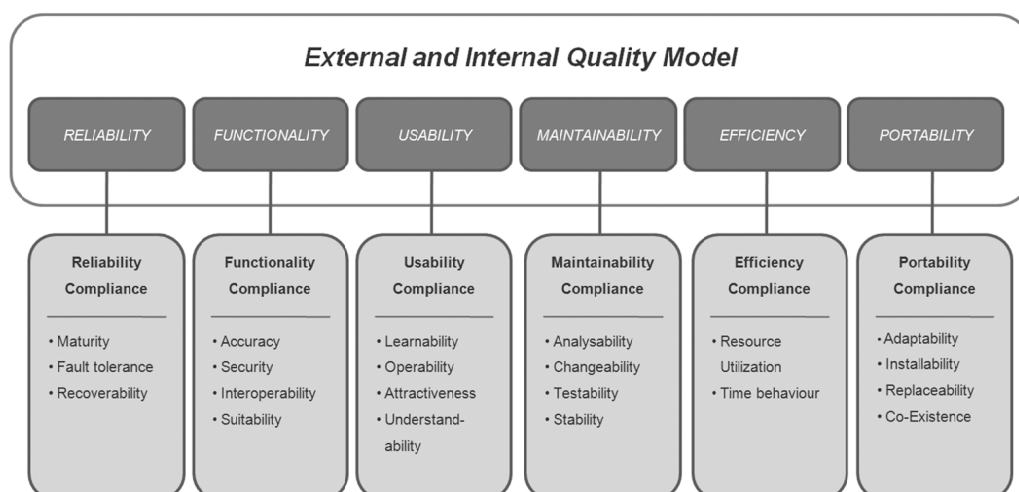 External and Internal Quality Model
RELIABILITY
FUNCTIONALITY
USABILITY
MAINTAINABILITY
EFFICIENCY
PORTABILITY
Reliability
Compliance
• Maturity
• Fault tolerance
• Recoverability
Functionality
Compliance
• Accuracy
• Security
• Interoperability
• Suitability
Usability
Compliance
• Learnability
• Operability
• Attractiveness
• Understand-
ability
Maintainability
Compliance
• Analysability
• Changeability
• Testability
• Stability
Efficiency
Compliance
• Resource
Utilization
• Time behaviour
Portability
Compliance
• Adaptability
• Installability
• Replaceability
• Co-Existence